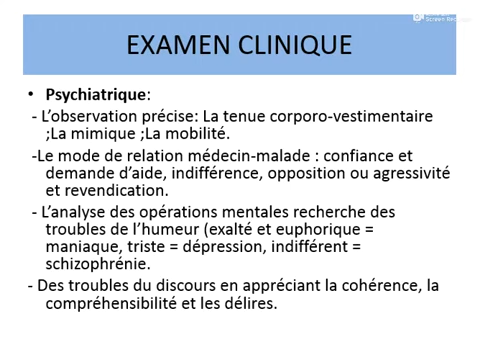 EXAMEN CLINIQUE
• Psychiatrique:
- L’observation précise: La tenue corporo-vestimentaire
;La mimique ;La mobilité.
-Le mode de relation médecin-malade : confiance et
demande d’aide, indifférence, opposition ou agressivité
et revendication.
- L’analyse des opérations mentales recherche des
troubles de l’humeur (exalté et euphorique =
maniaque, triste = dépression, indifférent =
schizophrénie.
- Des troubles du discours en appréciant la cohérence, la
compréhensibilité et les délires.